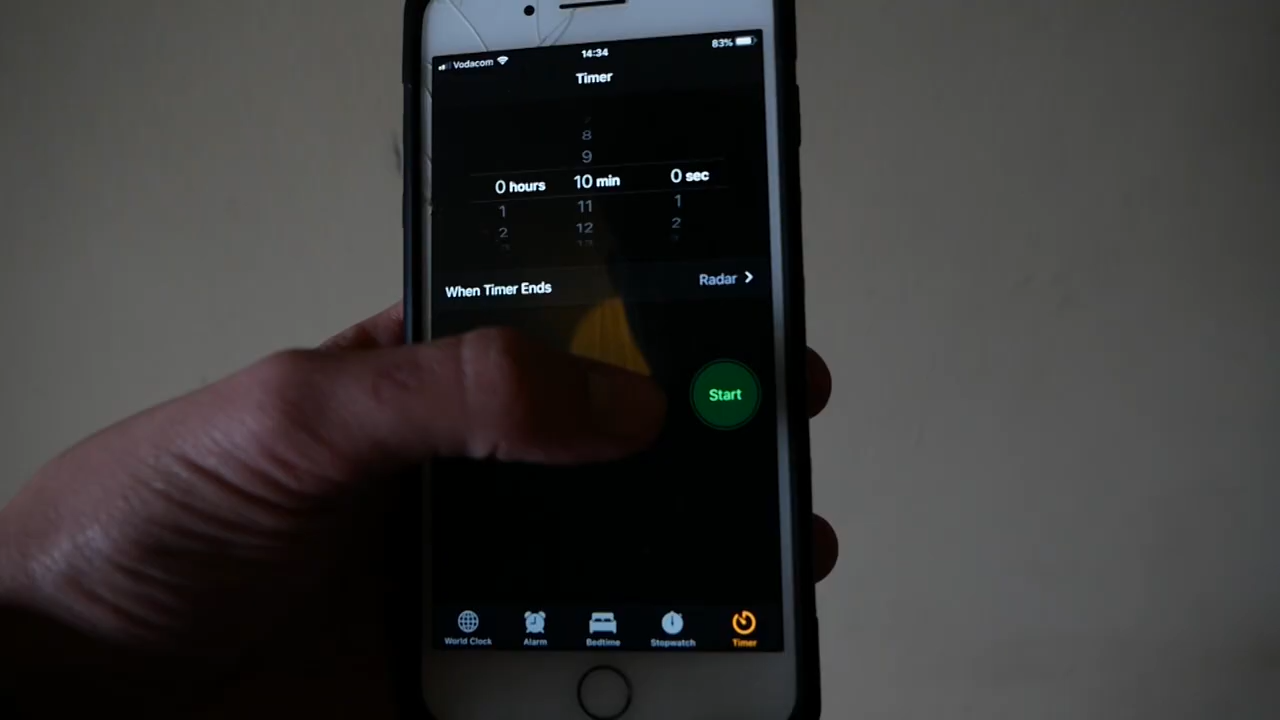 Vodacom 14:34 83%
Timer
8
9
0 hours 10 min 0 sec
1 11 1
2 12 2
When Timer Ends Radar
Start
World Clock Alarm Bedtime Stopwatch Timer